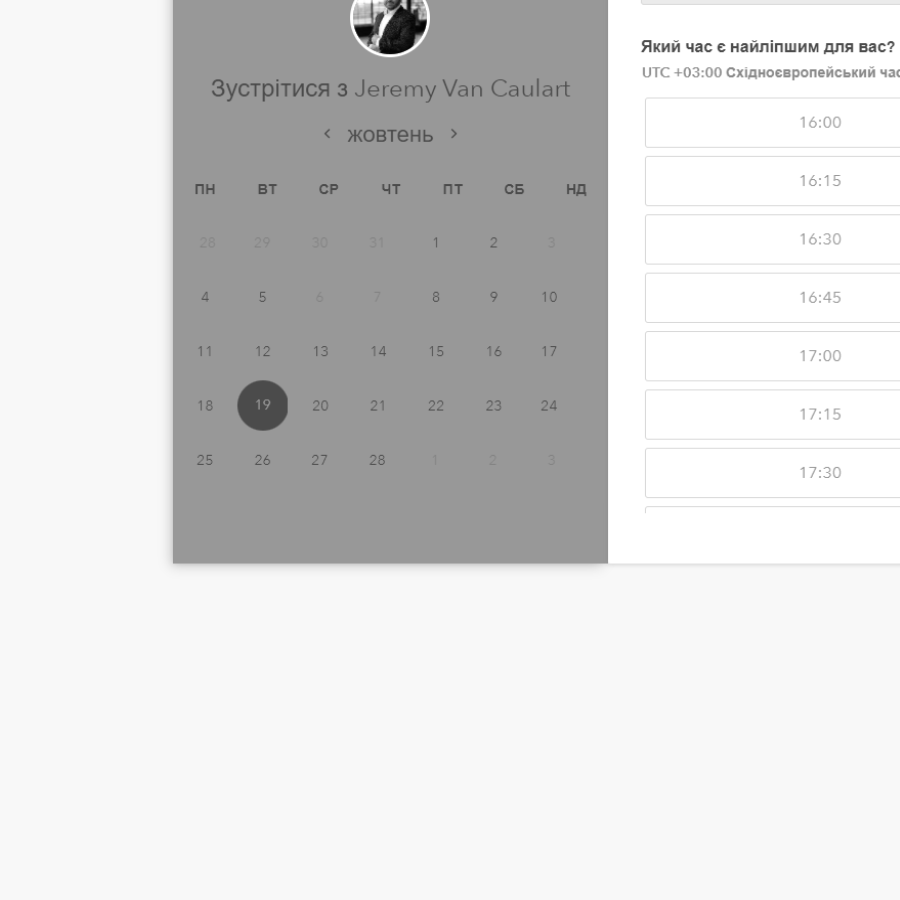 Зустрітися з Jeremy Van Caulart
жовтень
ПН ВТ СР ЧТ ПТ СБ НД
28 29 30 31 1 2 3
4 5 6 7 8 9 10
11 12 13 14 15 16 17
18 19 20 21 22 23 24
25 26 27 28 1 2 3
Який час є найліпшим для вас?
UTC +03:00 Східноєвропейський час
16:00
16:15
16:30
16:45
17:00
17:15
17:30